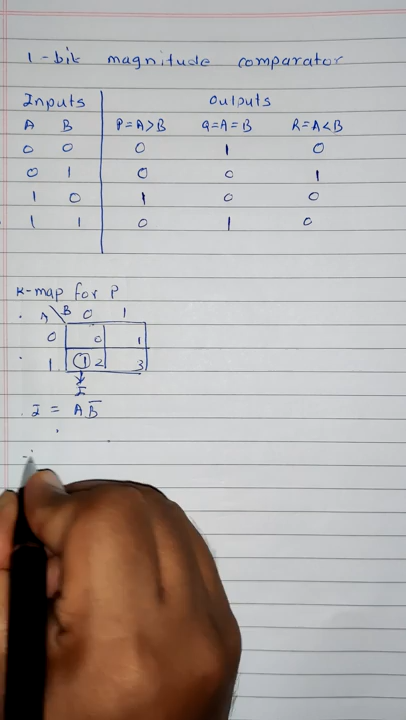 1-bik magnitude comparator
Inputs Outputs
A B P=A>B Q=A=B R=A<B
0 0 0 1 0
0 1 0 0 1
1 0 1 0 0
1 1 0 1 0
K-map for P
A \ B 0 1
0 0 1
1 1 2 3
I
I = A B̅